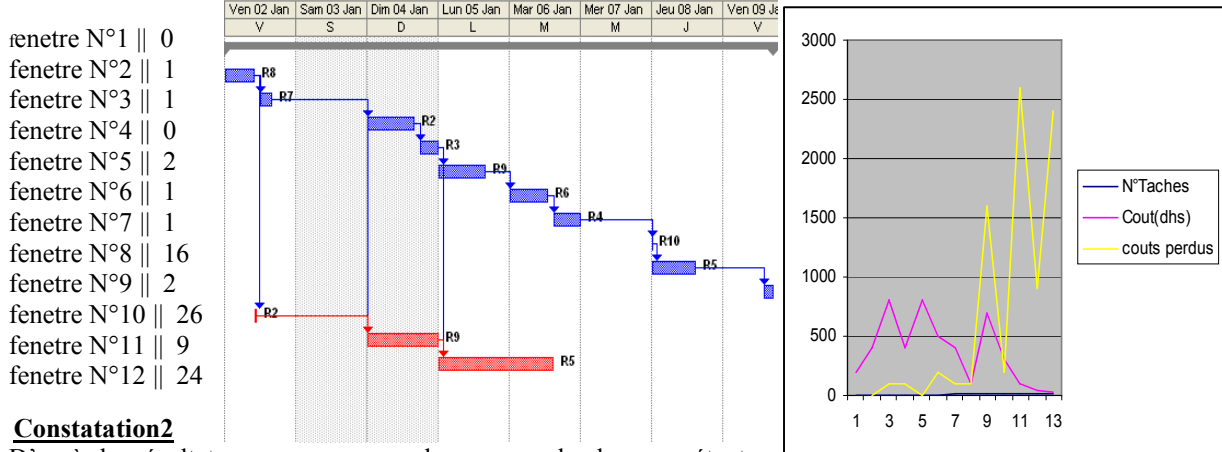 fenetre N°1 || 0
fenetre N°2 || 1
fenetre N°3 || 1
fenetre N°4 || 0
fenetre N°5 || 2
fenetre N°6 || 1
fenetre N°7 || 1
fenetre N°8 || 16
fenetre N°9 || 2
fenetre N°10 || 26
fenetre N°11 || 9
fenetre N°12 || 24
Constatation2
Ven 02 Jan Sam 03 Jan Dim 04 Jan Lun 05 Jan Mar 06 Jan Mer 07 Jan Jeu 08 Jan Ven 09 J
V S D L M M J V
R8
R7
R2
R3
R9
R6
R4
R10
R5
R2
R9
R5
3000
2500
2000
1500
1000
500
0
1 3 5 7 9 11 13
N°Taches
Cout(dhs)
couts perdus